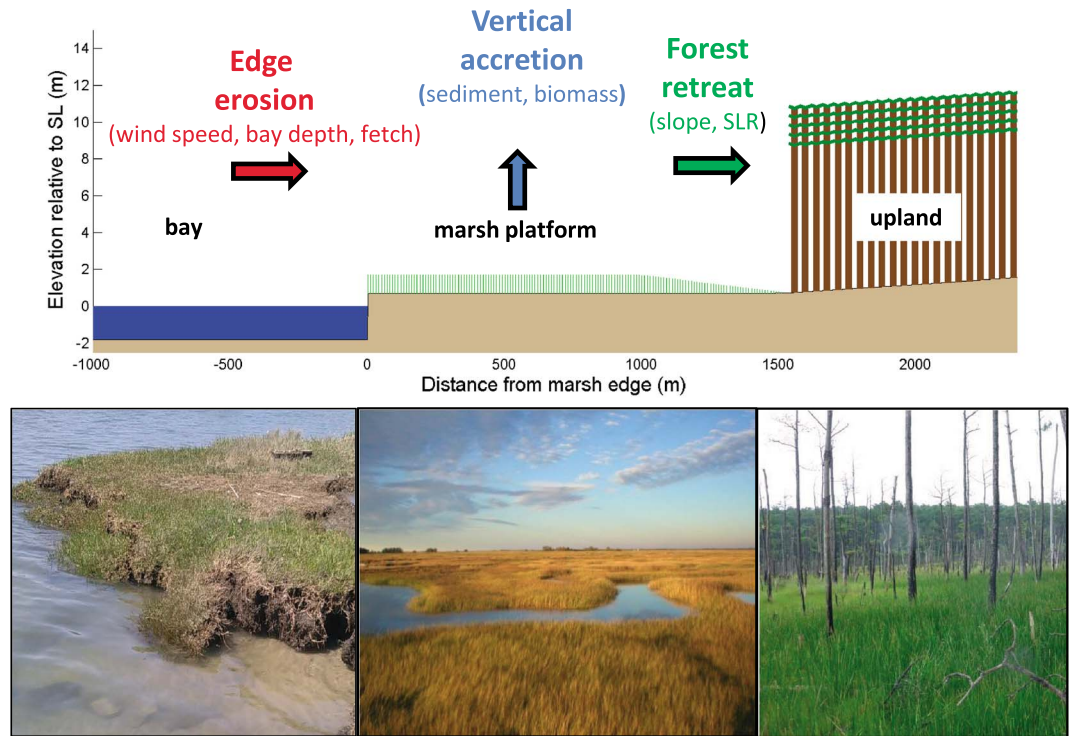 Edge
erosion
(wind speed, bay depth, fetch)
Vertical
accretion
(sediment, biomass)
Forest
retreat
(slope, SLR)
bay
marsh platform
upland
Elevation relative to SL (m)
14
12
10
8
6
4
2
0
-2
-1000
-500
0
500
1000
1500
2000
Distance from marsh edge (m)